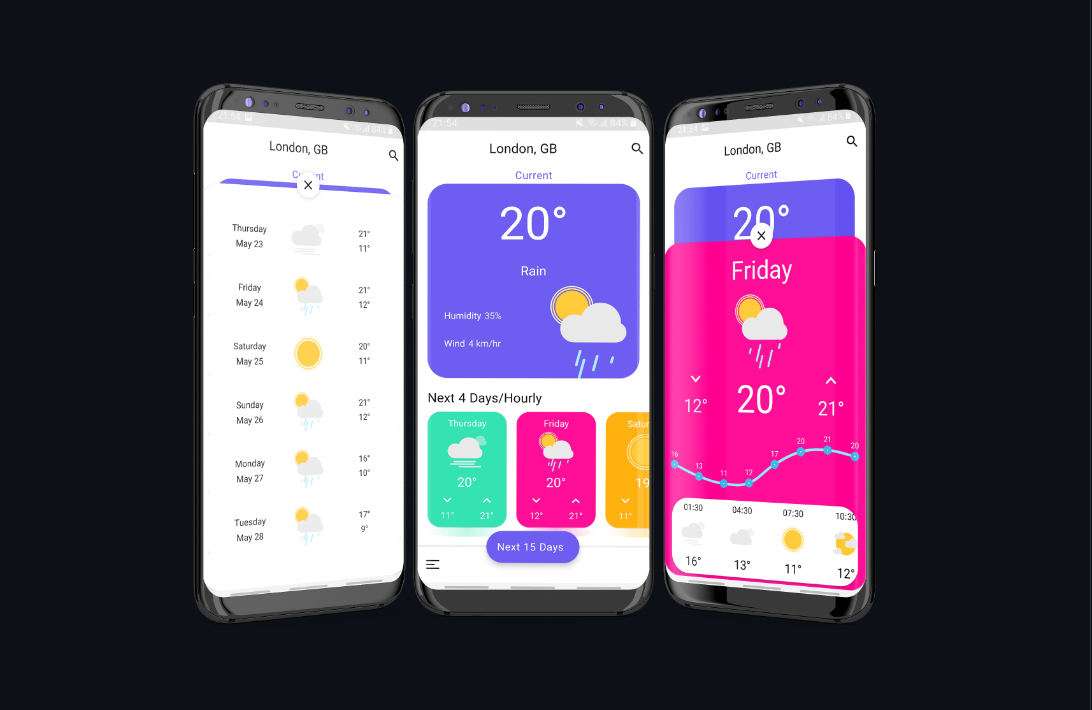 21:54
84%
London, GB
Current
Thursday
May 23
21°
11°
Friday
May 24
21°
12°
Saturday
May 25
20°
11°
Sunday
May 26
21°
12°
Monday
May 27
16°
10°
Tuesday
May 28
17°
9°
21:54
84%
London, GB
Current
20°
Rain
Humidity 35%
Wind 4 km/hr
Next 4 Days/Hourly
Thursday
20°
11° 21°
Friday
20°
12° 21°
Satur
19
11°
Next 15 Days
21:54
84%
London, GB
Current
20°
Friday
12° 20° 21°
16 13 11 12 17 20 21 20
01:30 04:30 07:30 10:30
16° 13° 11° 12°